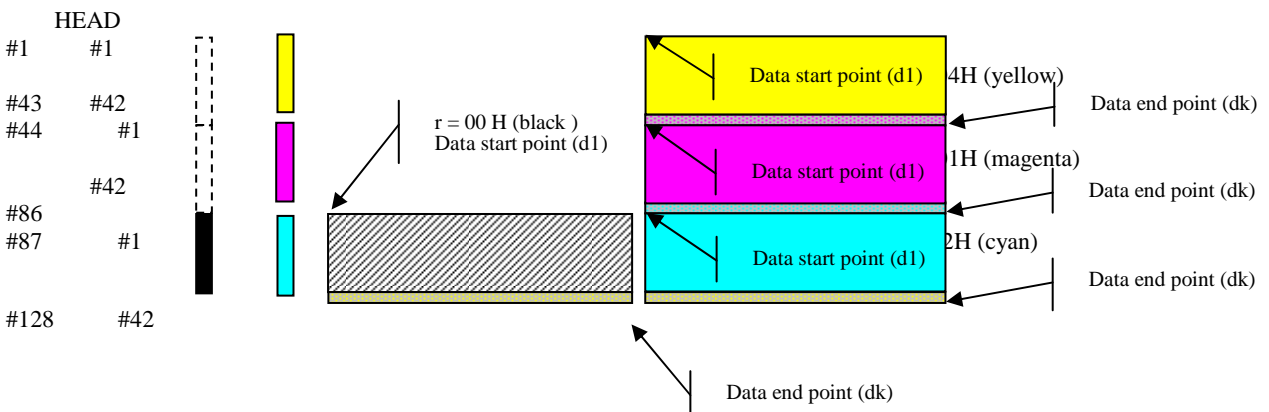 HEAD
#1 #1
#43 #42
#44 #1
#42
#86
#87 #1
#128 #42
r = 00 H (black )
Data start point (d1)
Data start point (d1)
4H (yellow)
Data end point (dk)
Data start point (d1)
1H (magenta)
Data end point (dk)
Data start point (d1)
2H (cyan)
Data end point (dk)
Data end point (dk)